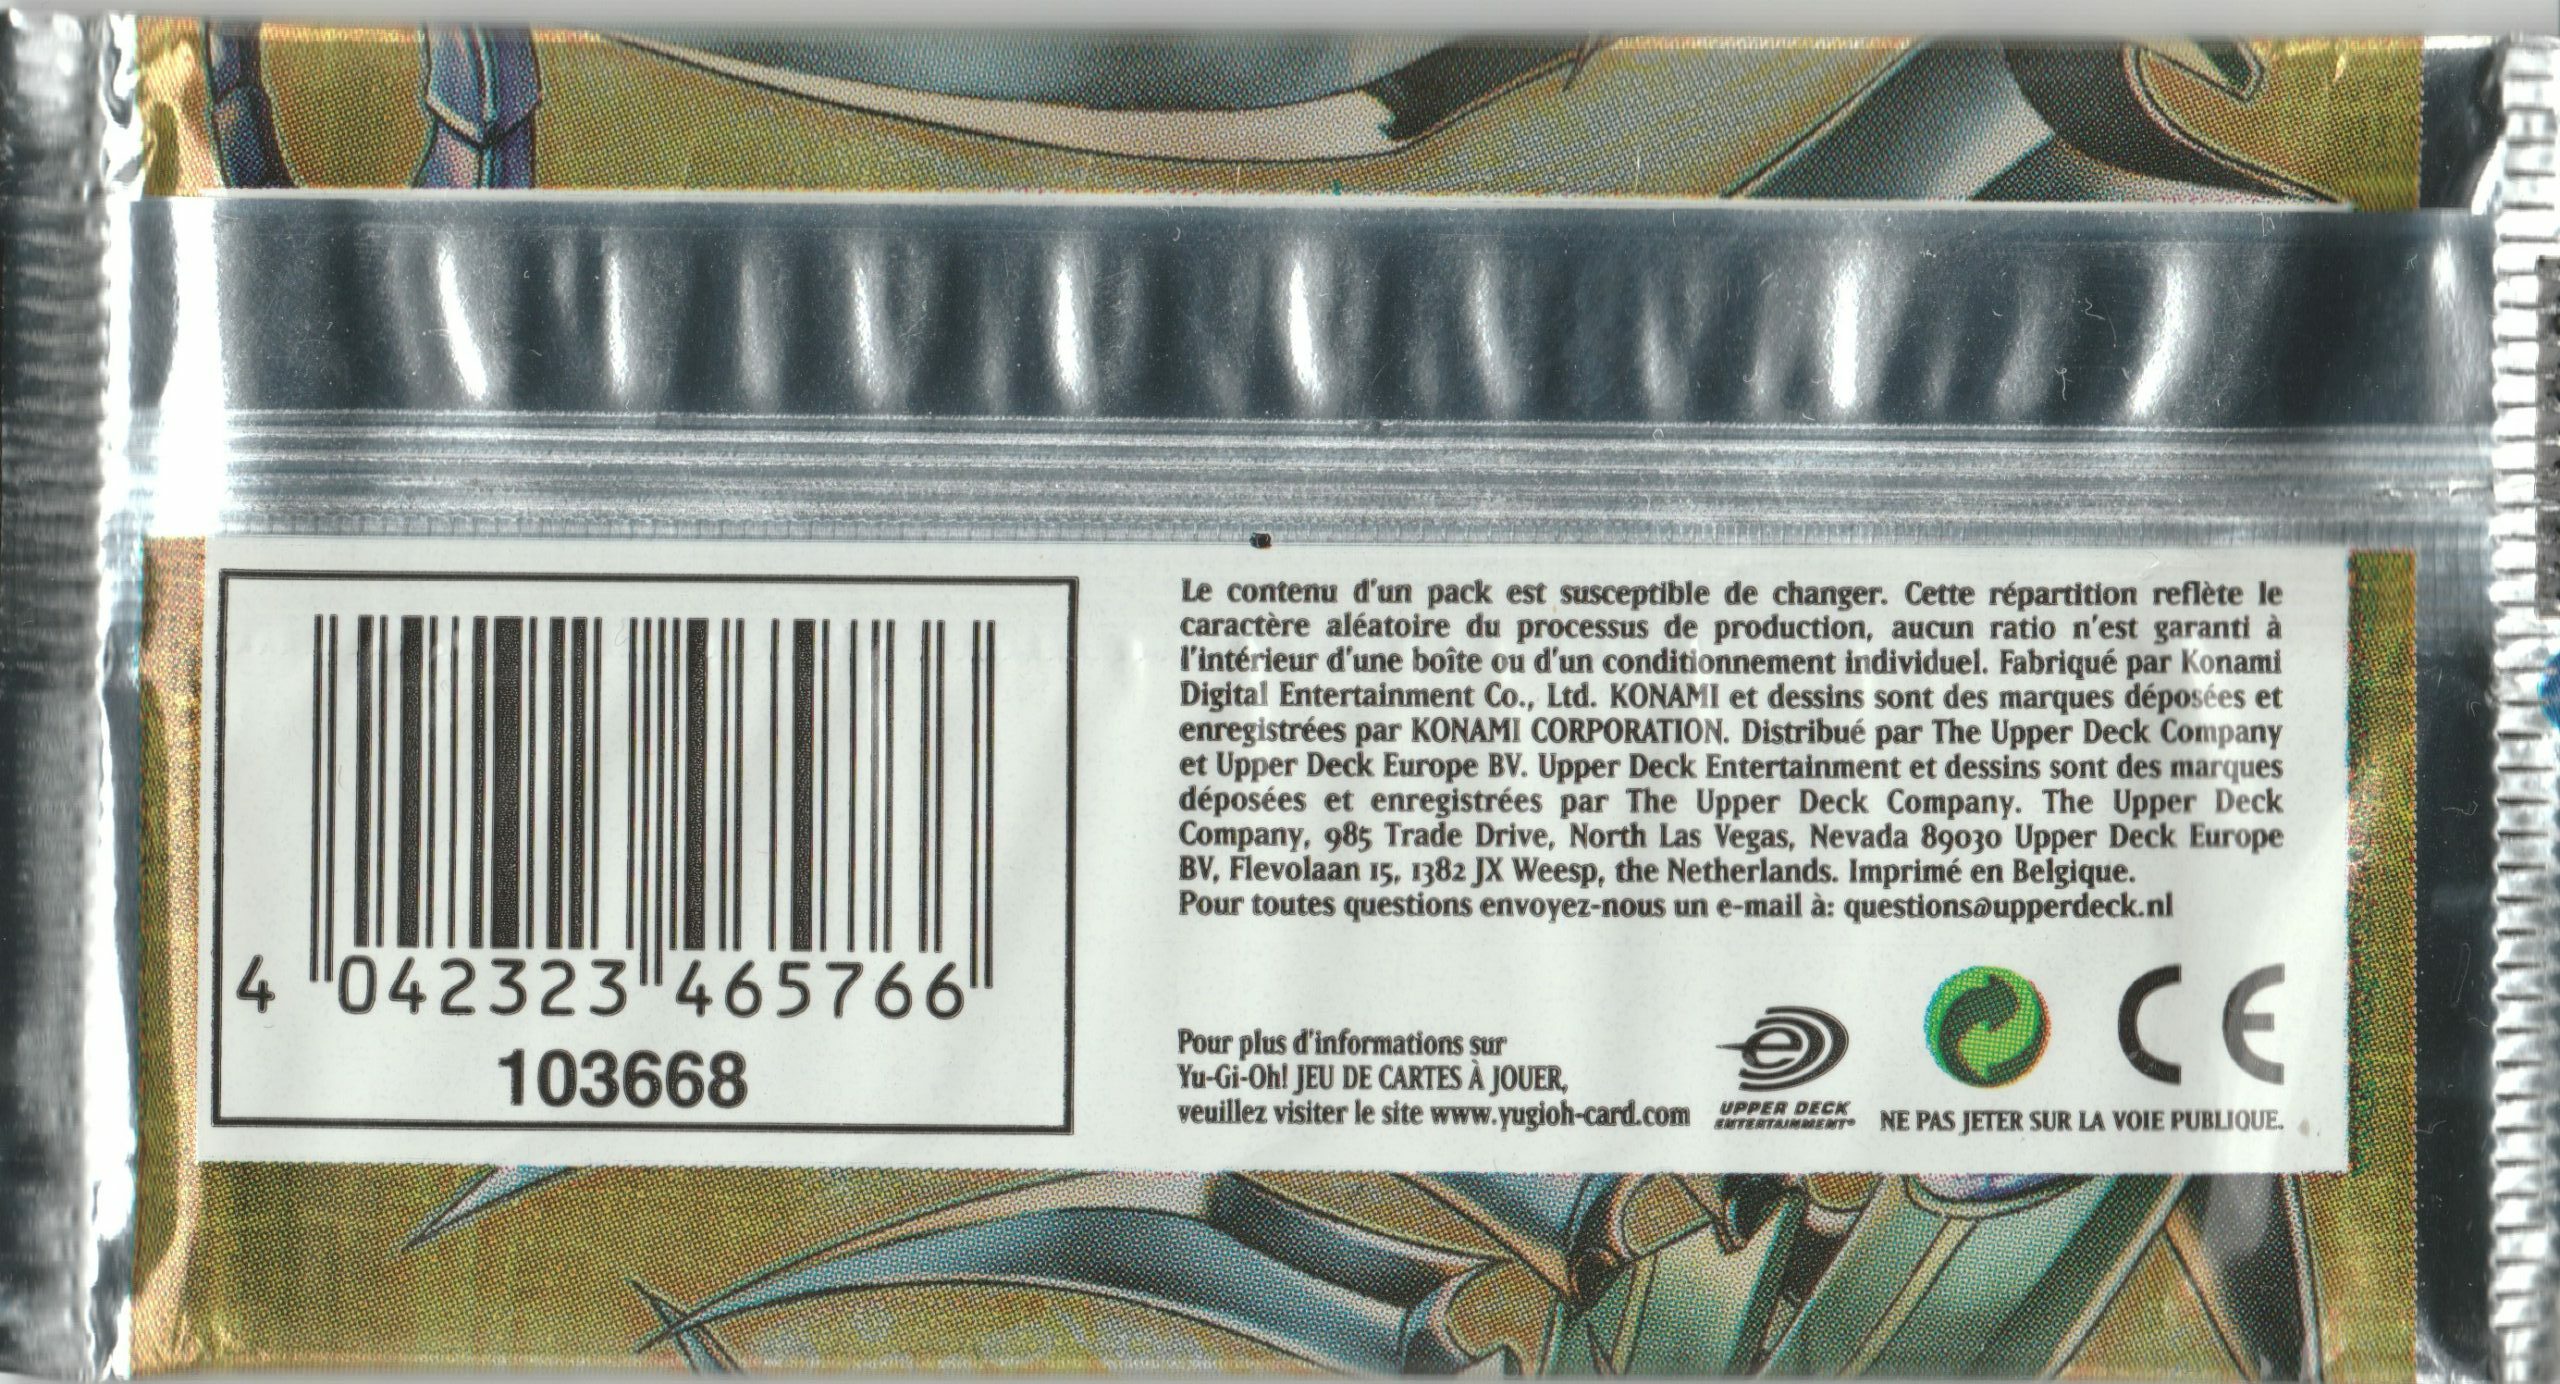 4 042323 465766
103668
Le contenu d'un pack est susceptible de changer. Cette répartition reflète le
caractère aléatoire du processus de production, aucun ratio n'est garanti à
l'intérieur d'une boîte ou d'un conditionnement individuel. Fabriqué par Konami
Digital Entertainment Co., Ltd. KONAMI et dessins sont des marques déposées et
enregistrées par KONAMI CORPORATION. Distribué par The Upper Deck Company
et Upper Deck Europe BV. Upper Deck Entertainment et dessins sont des marques
déposées et enregistrées par The Upper Deck Company. The Upper Deck
Company, 985 Trade Drive, North Las Vegas, Nevada 89030 Upper Deck Europe
BV, Flevolaan 15, 1382 JX Weesp, the Netherlands. Imprimé en Belgique.
Pour toutes questions envoyez-nous un e-mail à: questions@upperdeck.nl
Pour plus d'informations sur
Yu-Gi-Oh! JEU DE CARTES À JOUER,
veuillez visiter le site www.yugioh-card.com
e
UPPER DECK
ENTERTAINMENT®
CE
NE PAS JETER SUR LA VOIE PUBLIQUE.